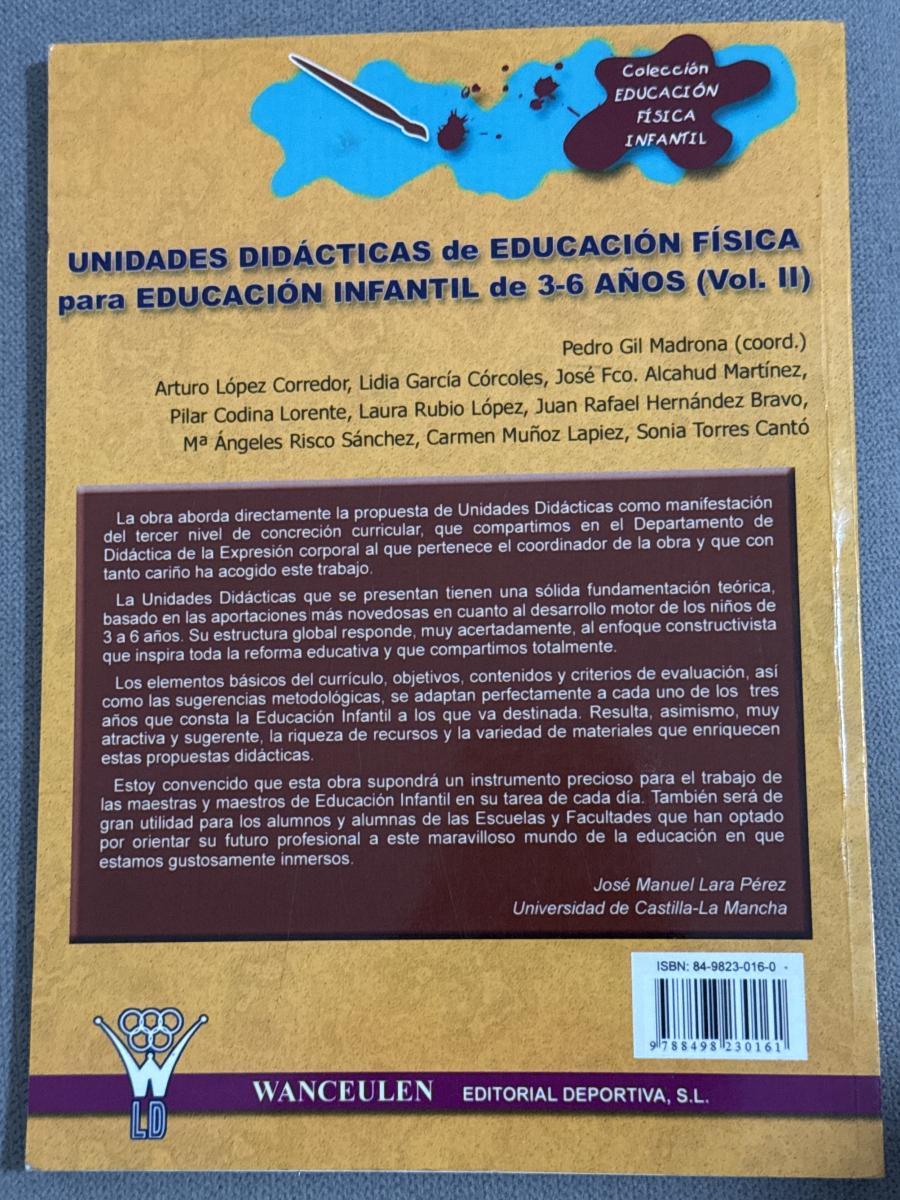 Colección
EDUCACIÓN
FÍSICA
INFANTIL
UNIDADES DIDÁCTICAS de EDUCACIÓN FÍSICA
para EDUCACIÓN INFANTIL de 3-6 AÑOS (Vol. II)
Pedro Gil Madrona (coord.)
Arturo López Corredor, Lidia García Córcoles, José Fco. Alcahud Martínez,
Pilar Codina Lorente, Laura Rubio López, Juan Rafael Hernández Bravo,
Mª Ángeles Risco Sánchez, Carmen Muñoz Lapiez, Sonia Torres Cantó
La obra aborda directamente la propuesta de Unidades Didácticas como manifestación
del tercer nivel de concreción curricular, que compartimos en el Departamento de
Didáctica de la Expresión corporal al que pertenece el coordinador de la obra y que con
tanto cariño ha acogido este trabajo.
La Unidades Didácticas que se presentan tienen una sólida fundamentación teórica,
basado en las aportaciones más novedosas en cuanto al desarrollo motor de los niños de
3 a 6 años. Su estructura global responde, muy acertadamente, al enfoque constructivista
que inspira toda la reforma educativa y que compartimos totalmente.
Los elementos básicos del currículo, objetivos, contenidos y criterios de evaluación, así
como las sugerencias metodológicas, se adaptan perfectamente a cada uno de los tres
años que consta la Educación Infantil a los que va destinada. Resulta, asimismo, muy
atractiva y sugerente, la riqueza de recursos y la variedad de materiales que enriquecen
estas propuestas didácticas.
Estoy convencido que esta obra supondrá un instrumento precioso para el trabajo de
las maestras y maestros de Educación Infantil en su tarea de cada día. También será de
gran utilidad para los alumnos y alumnas de las Escuelas y Facultades que han optado
por orientar su futuro profesional a este maravilloso mundo de la educación en que
estamos gustosamente inmersos.
José Manuel Lara Pérez
Universidad de Castilla-La Mancha
ISBN: 84-9823-016-0
9 788498 230161
W
LD
WANCEULEN EDITORIAL DEPORTIVA, S.L.